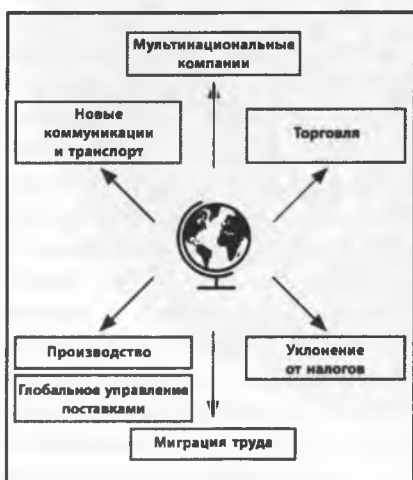 Мультинациональные
компании
Новые
коммуникации
и транспорт
Торговля
Производство
Глобальное управление
поставками
Уклонение
от налогов
Миграция труда